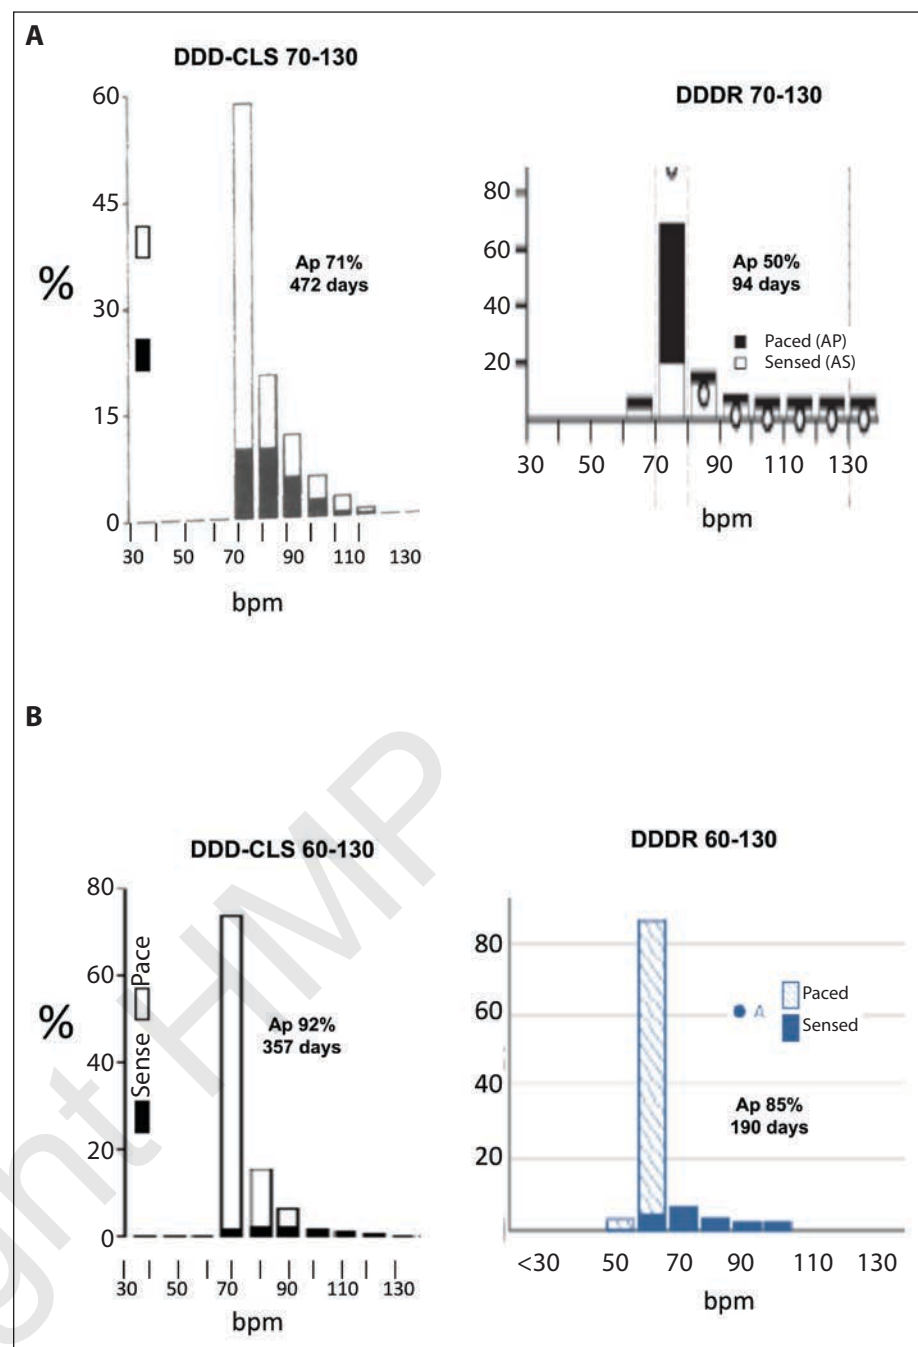 A
DDD-CLS 70-130
60
45
30
15
0
%
Ap 71%
472 days
30 50 70 90 110 130
bpm
DDDR 70-130
80
60
40
20
Ap 50%
94 days
Paced (AP)
Sensed (AS)
30 50 70 90 110 130
bpm
B
DDD-CLS 60-130
80
60
40
20
0
%
Sense Pace
Ap 92%
357 days
30 50 70 90 110 130
bpm
DDDR 60-130
80
60
40
20
A
Paced
Sensed
Ap 85%
190 days
<30 50 70 90 110 130
bpm
ght HMP